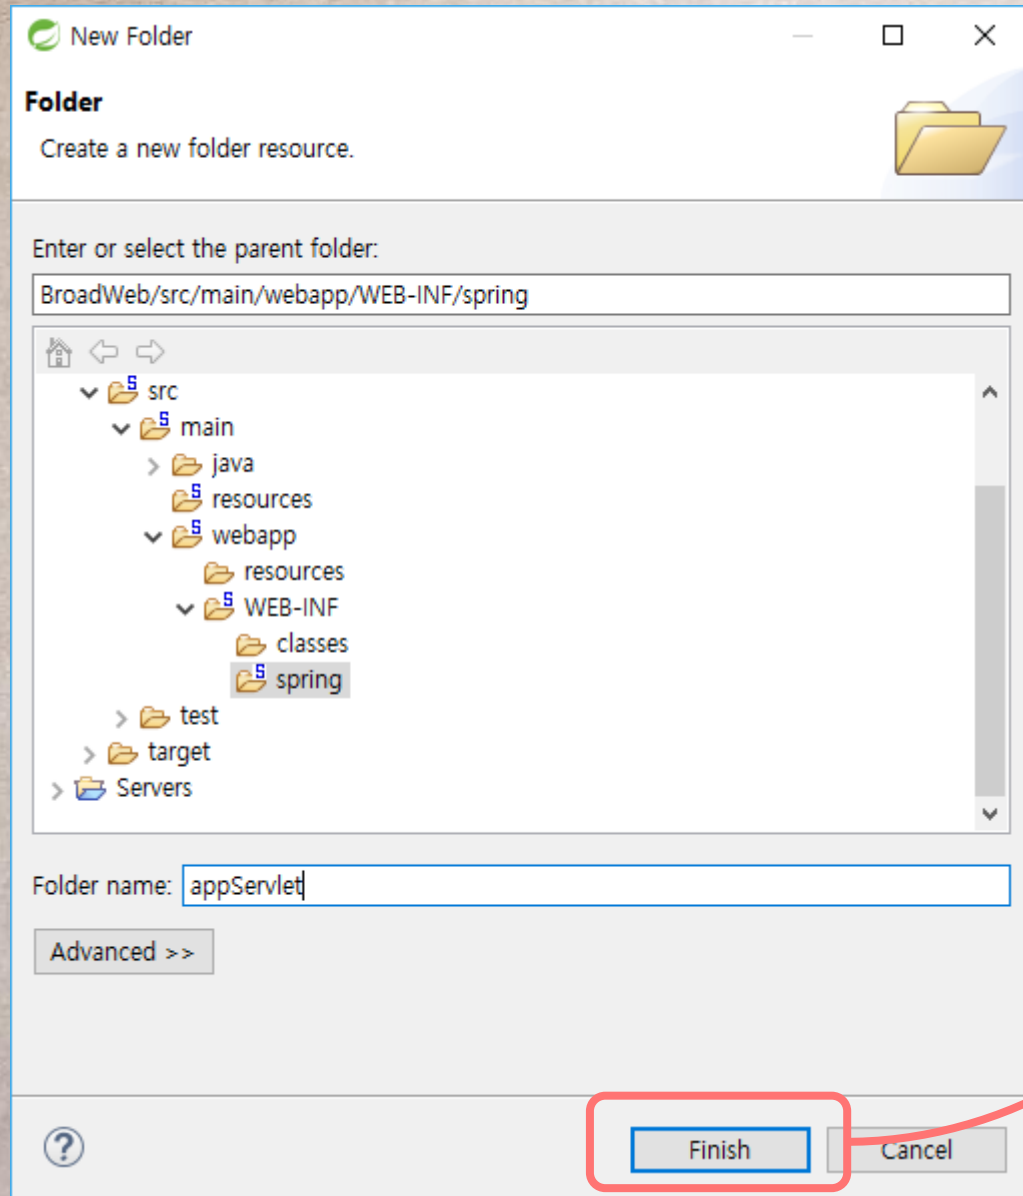 New Folder
Folder
Create a new folder resource.
Enter or select the parent folder:
BroadWeb/src/main/webapp/WEB-INF/spring
src
main
java
resources
webapp
resources
WEB-INF
classes
spring
test
target
Servers
Folder name: appServlet
Advanced >>
? Finish Cancel